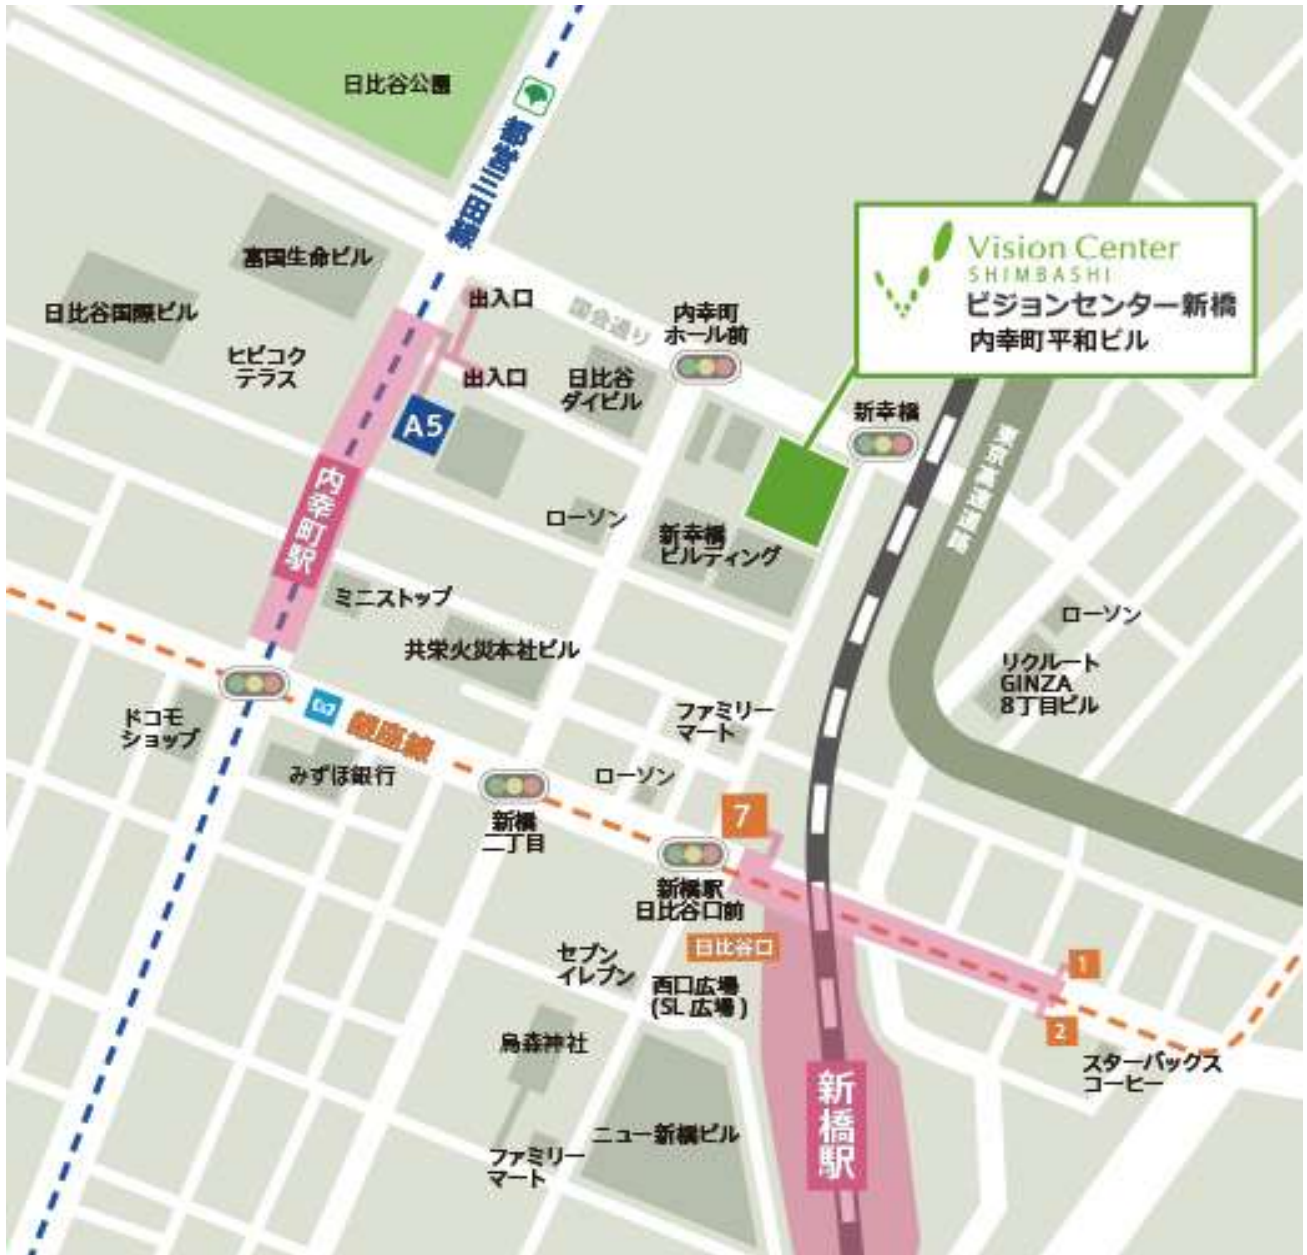 日比谷公園
都営三田線
Vision Center
SHIMBASHI
ビジョンセンター新橋
内幸町平和ビル
富国生命ビル
日比谷国際ビル
出入口
国会通り
内幸町
ホール前
ヒビコク
テラス
出入口
日比谷
ダイビル
新幸橋
A5
東京高速道路
内幸町駅
ローソン
新幸橋
ビルディング
ミニストップ
ローソン
共栄火災本社ビル
リクルート
GINZA
8丁目ビル
ドコモ
ショップ
銀座線
ファミリー
マート
みずほ銀行
ローソン
新橋
二丁目
7
新橋駅
日比谷口前
日比谷口
セブン
イレブン
西口広場
(SL 広場)
1
2
烏森神社
スターバックス
コーヒー
新橋駅
ニュー新橋ビル
ファミリー
マート